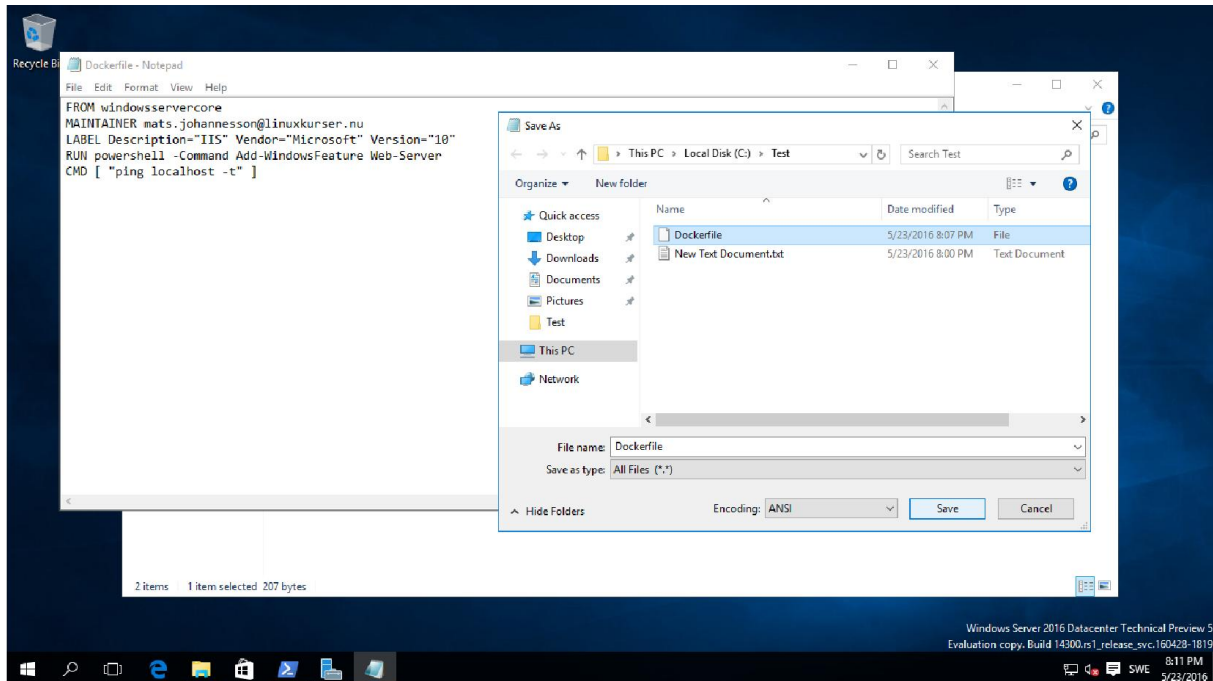 Recycle Bi
Dockerfile - Notepad
File Edit Format View Help
FROM windowsservercore
MAINTAINER mats.johannesson@linuxkurser.nu
LABEL Description="IIS" Vendor="Microsoft" Version="10"
RUN powershell -Command Add-WindowsFeature Web-Server
CMD [ "ping localhost -t" ]
Save As
This PC > Local Disk (C:) > Test
Search Test
Organize
New folder
Name Date modified Type
Quick access
Desktop
Downloads
Documents
Pictures
Test
This PC
Network
Dockerfile 5/23/2016 8:07 PM File
New Text Document.txt 5/23/2016 8:00 PM Text Document
File name: Dockerfile
Save as type: All Files (*.*)
Hide Folders
Encoding: ANSI
Save
Cancel
2 items 1 item selected 207 bytes
Windows Server 2016 Datacenter Technical Preview 5
Evaluation copy. Build 14300.rs1_release_svc.160428-1819
SWE
8:11 PM
5/23/2016